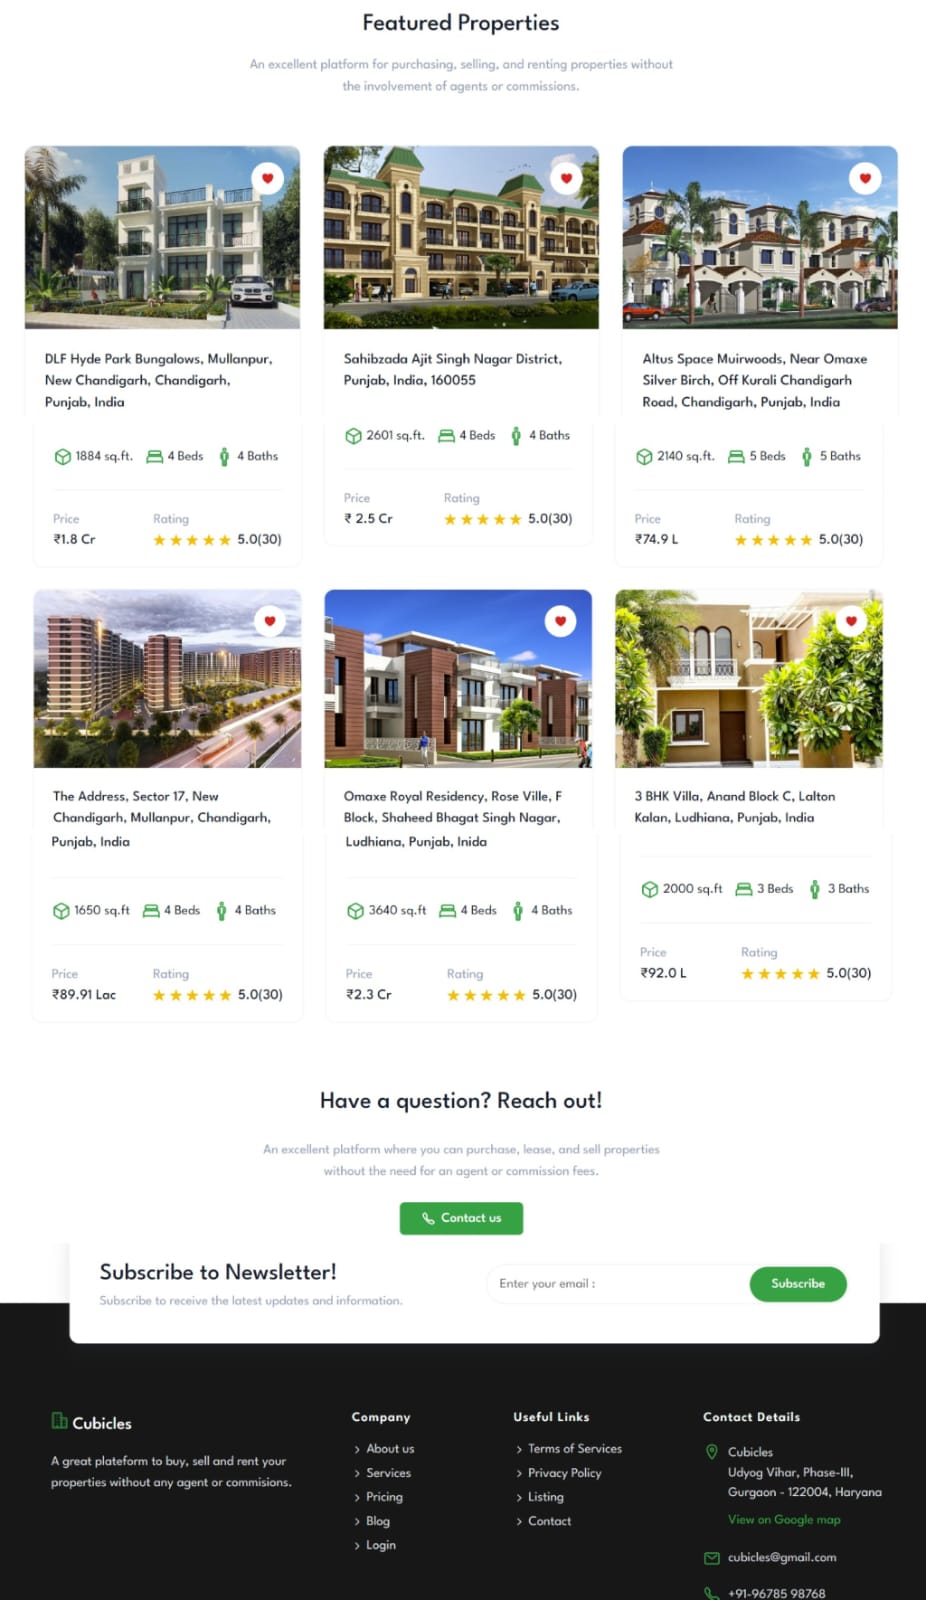 Featured Properties
An excellent platform for purchasing, selling, and renting properties without
the involvement of agents or commissions.
DLF Hyde Park Bungalows, Mullanpur,
New Chandigarh, Chandigarh,
Punjab, India
1884 sq.ft. 4 Beds 4 Baths
Price Rating
₹1.8 Cr 5.0(30)
Sahibzada Ajit Singh Nagar District,
Punjab, India, 160055
2601 sq.ft. 4 Beds 4 Baths
Price Rating
₹ 2.5 Cr 5.0(30)
Altus Space Muirwoods, Near Omaxe
Silver Birch, Off Kurali Chandigarh
Road, Chandigarh, Punjab, India
2140 sq.ft. 5 Beds 5 Baths
Price Rating
₹74.9 L 5.0(30)
The Address, Sector 17, New
Chandigarh, Mullanpur, Chandigarh,
Punjab, India
1650 sq.ft 4 Beds 4 Baths
Price Rating
₹89.91 Lac 5.0(30)
Omaxe Royal Residency, Rose Ville, F
Block, Shaheed Bhagat Singh Nagar,
Ludhiana, Punjab, Inida
3640 sq.ft 4 Beds 4 Baths
Price Rating
₹2.3 Cr 5.0(30)
3 BHK Villa, Anand Block C, Lalton
Kalan, Ludhiana, Punjab, India
2000 sq.ft 3 Beds 3 Baths
Price Rating
₹92.0 L 5.0(30)
Have a question? Reach out!
An excellent platform where you can purchase, lease, and sell properties
without the need for an agent or commission fees.
Contact us
Subscribe to Newsletter!
Subscribe to receive the latest updates and information.
Enter your email :
Subscribe
Cubicles
A great plateform to buy, sell and rent your
properties without any agent or commisions.
Company
About us
Services
Pricing
Blog
Login
Useful Links
Terms of Services
Privacy Policy
Listing
Contact
Contact Details
Cubicles
Udyog Vihar, Phase-III,
Gurgaon - 122004, Haryana
View on Google map
cubicles@gmail.com
+91-96785 98768